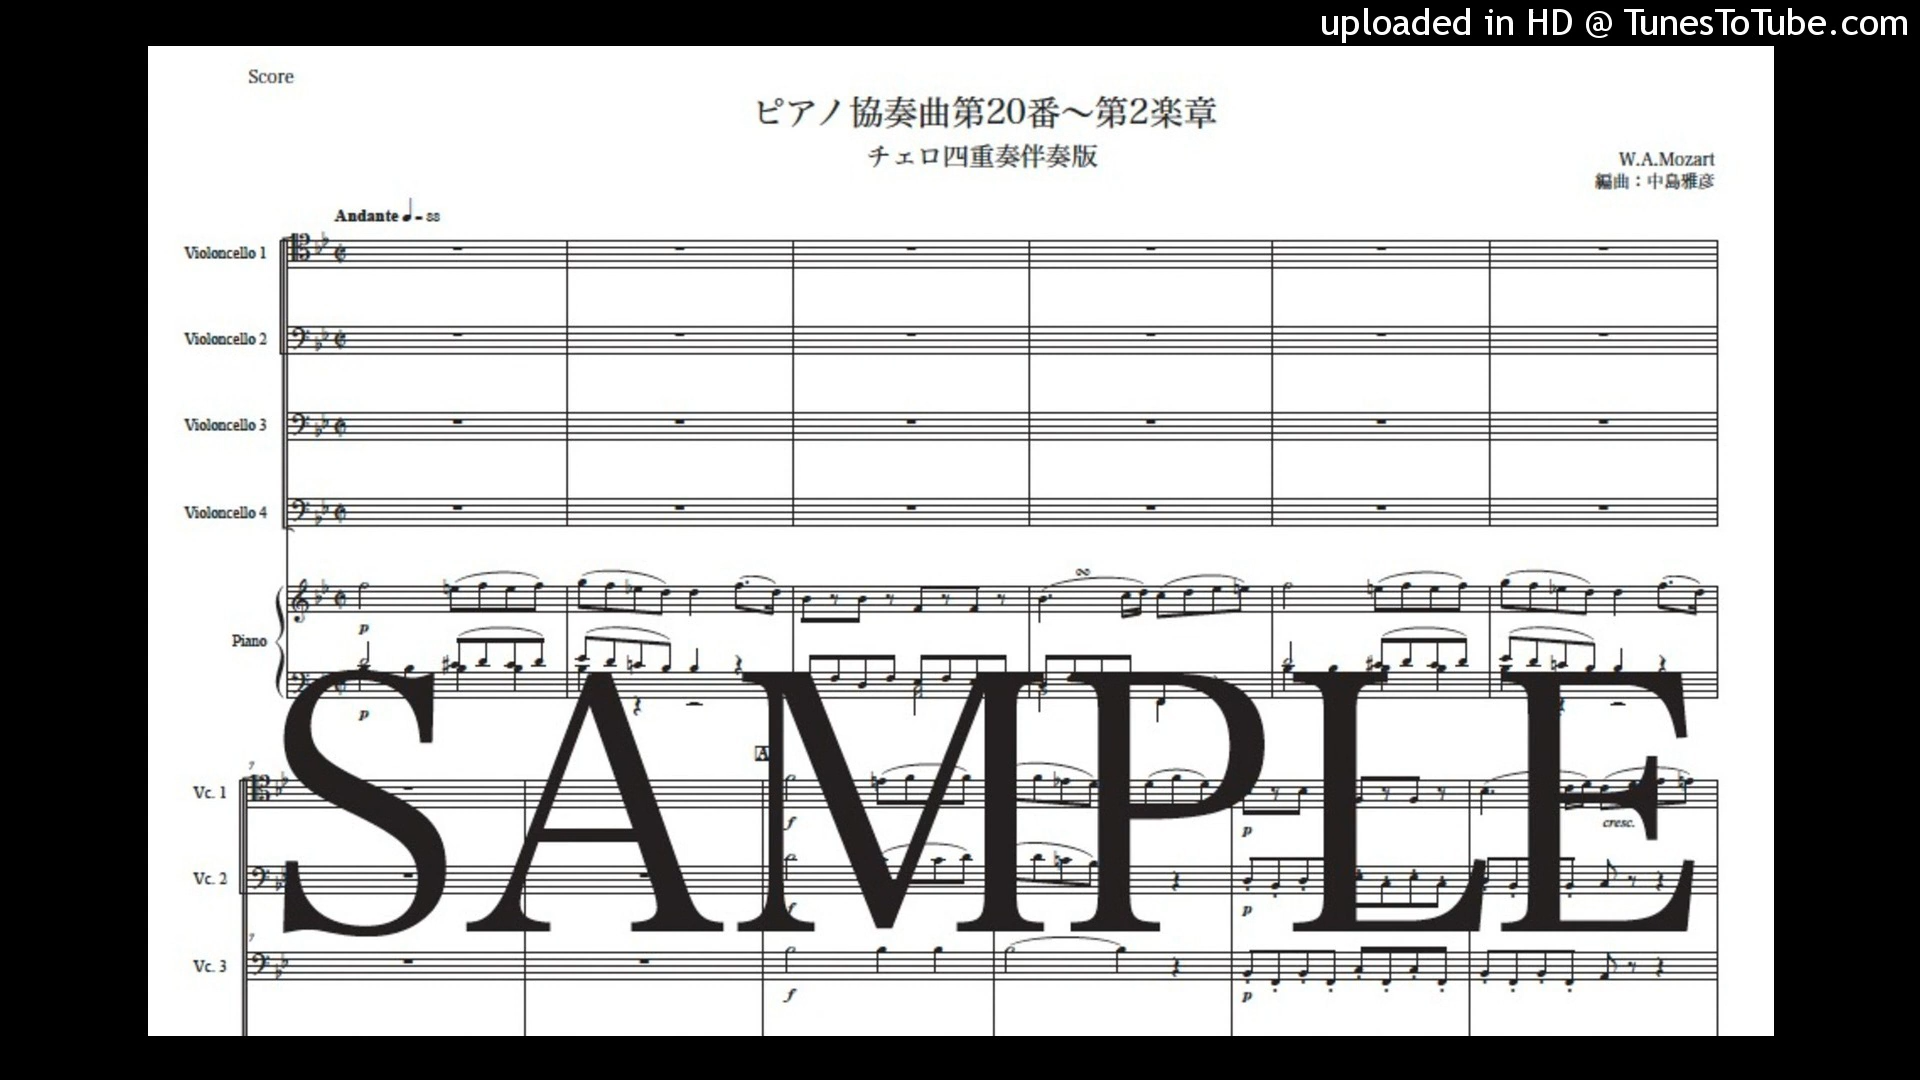 uploaded in HD @ TunesToTube.com
Score
ピアノ協奏曲第20番～第2楽章
チェロ四重奏伴奏版
W.A.Mozart
編曲：中島雅彦
Andante ♩= 88
Violoncello 1
Violoncello 2
Violoncello 3
Violoncello 4
Piano
p
p
SAMPLE
7
A
Vc. 1
f
p
cresc.
Vc. 2
f
p
7
Vc. 3
f
p